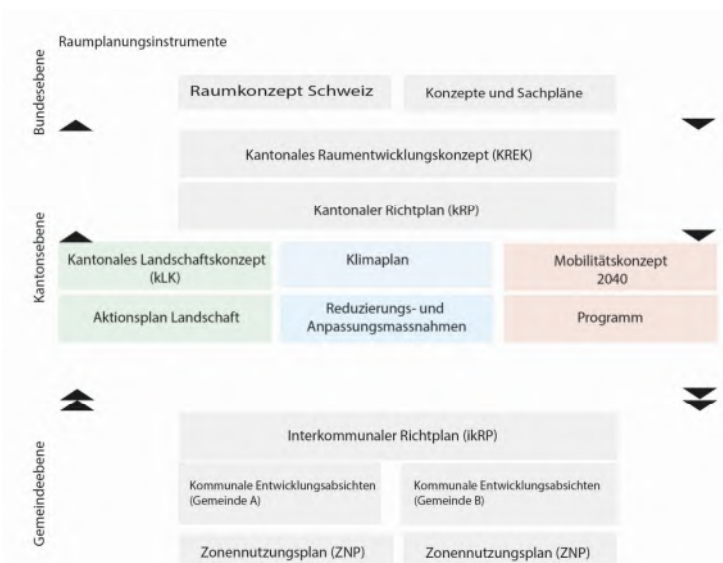 Raumplanungsinstrumente
Bundesebene
Raumkonzept Schweiz
Konzepte und Sachpläne
Kantonsebene
Kantonales Raumentwicklungskonzept (KREK)
Kantonaler Richtplan (kRP)
Kantonales Landschaftskonzept
(kLK)
Klimaplan
Mobilitätskonzept
2040
Aktionsplan Landschaft
Reduzierungs- und
Anpassungsmassnahmen
Programm
Gemeindeebene
Interkommunaler Richtplan (ikRP)
Kommunale Entwicklungsabsichten
(Gemeinde A)
Kommunale Entwicklungsabsichten
(Gemeinde B)
Zonennutzungsplan (ZNP)
Zonennutzungsplan (ZNP)